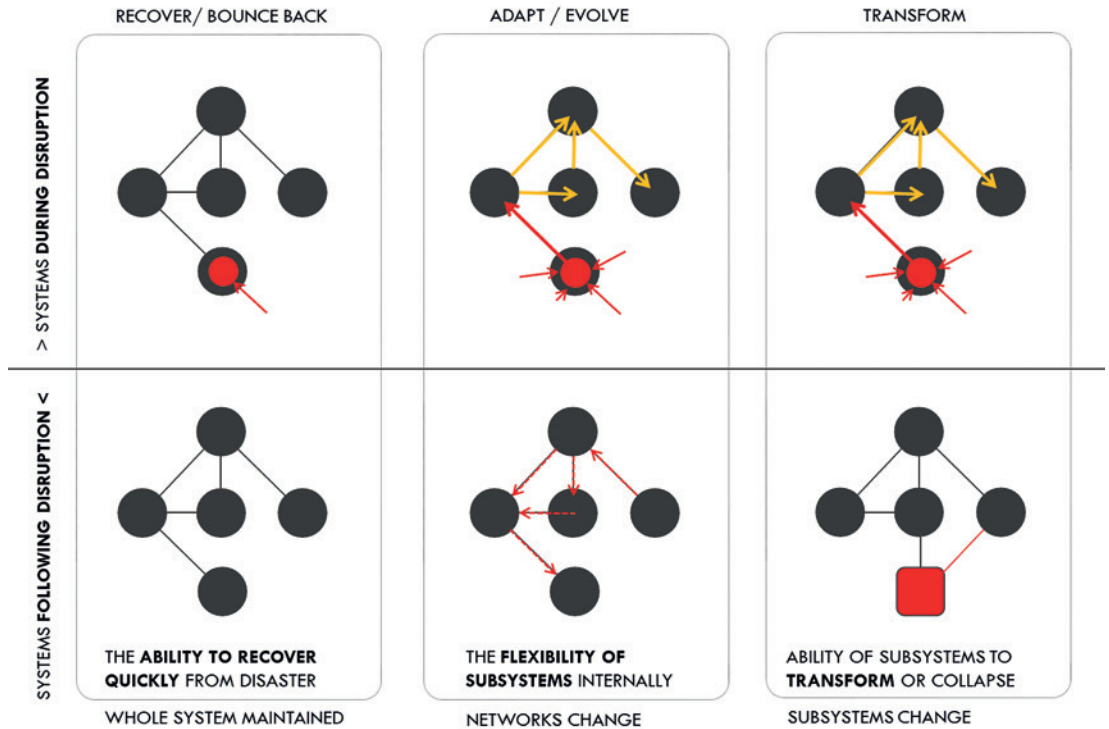 RECOVER/ BOUNCE BACK
ADAPT / EVOLVE
TRANSFORM
> SYSTEMS DURING DISRUPTION
SYSTEMS FOLLOWING DISRUPTION <
THE ABILITY TO RECOVER
QUICKLY FROM DISASTER
WHOLE SYSTEM MAINTAINED
THE FLEXIBILITY OF
SUBSYSTEMS INTERNALLY
NETWORKS CHANGE
ABILITY OF SUBSYSTEMS TO
TRANSFORM OR COLLAPSE
SUBSYSTEMS CHANGE